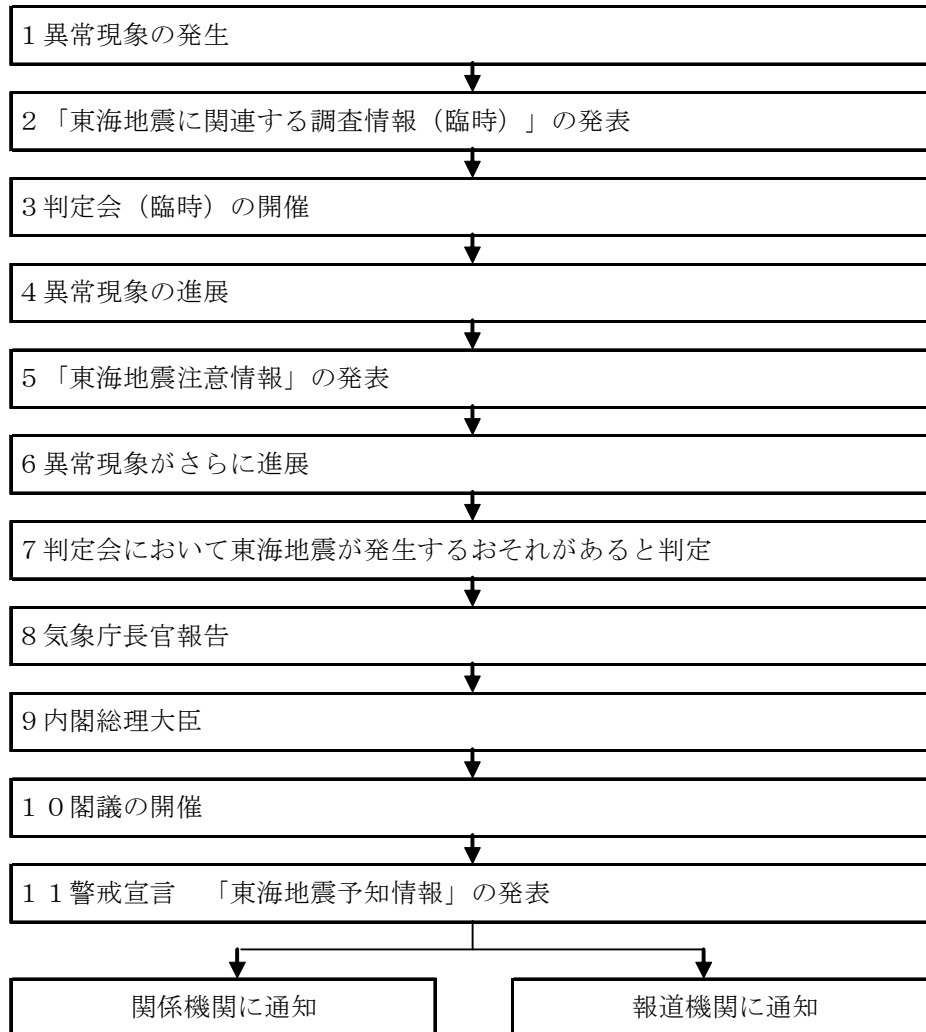 １異常現象の発生
２「東海地震に関連する調査情報（臨時）」の発表
３判定会（臨時）の開催
４異常現象の進展
５「東海地震注意情報」の発表
６異常現象がさらに進展
７判定会において東海地震が発生するおそれがあると判定
８気象庁長官報告
９内閣総理大臣
１０閣議の開催
１１警戒宣言　「東海地震予知情報」の発表
関係機関に通知
報道機関に通知